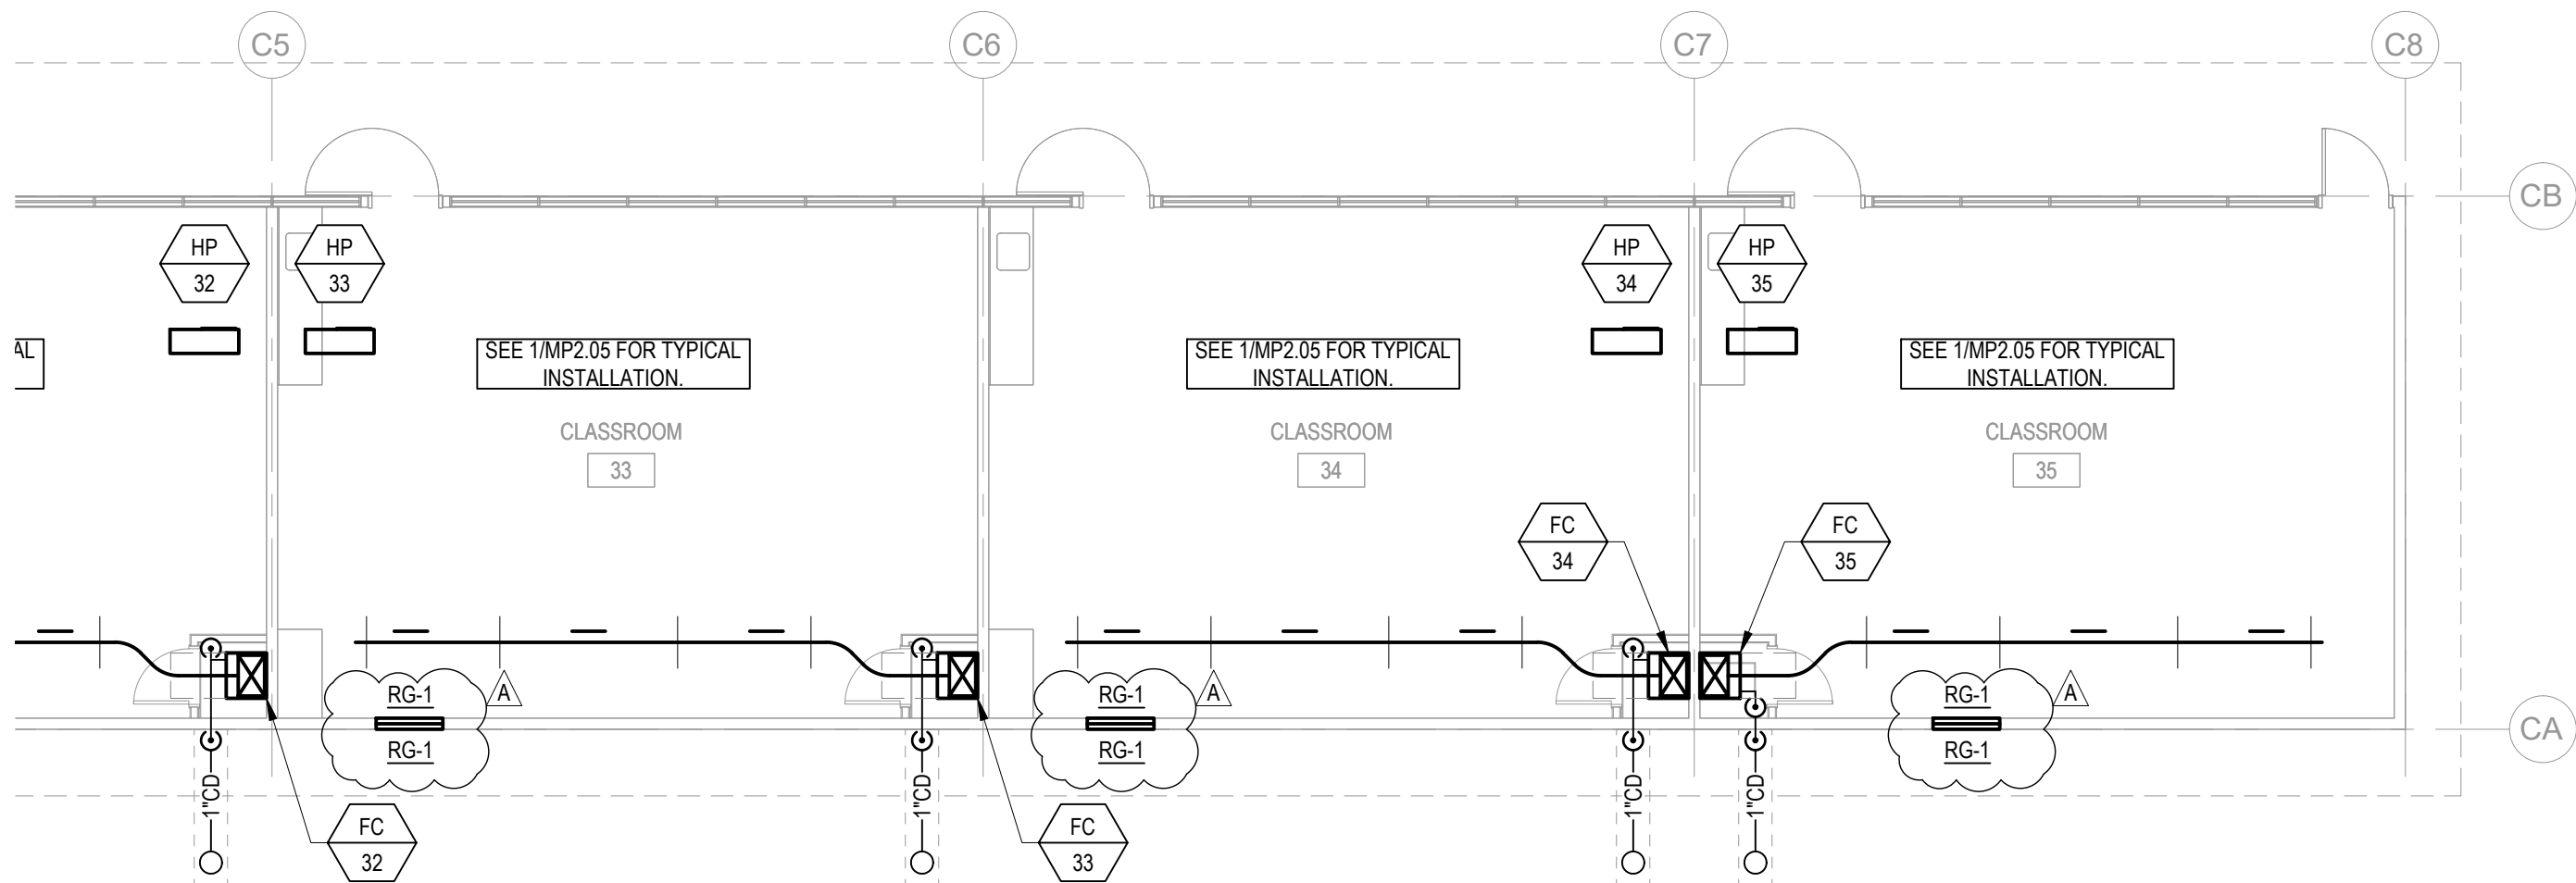 C5
C6
C7
C8
CB
HP
32
HP
33
HP
34
HP
35
AL
SEE 1/MP2.05 FOR TYPICAL
INSTALLATION.
SEE 1/MP2.05 FOR TYPICAL
INSTALLATION.
SEE 1/MP2.05 FOR TYPICAL
INSTALLATION.
CLASSROOM
33
CLASSROOM
34
CLASSROOM
35
FC
34
FC
35
RG-1
A
RG-1
RG-1
A
RG-1
RG-1
A
RG-1
CA
1"CD
1"CD
1"CD
1"CD
FC
32
FC
33